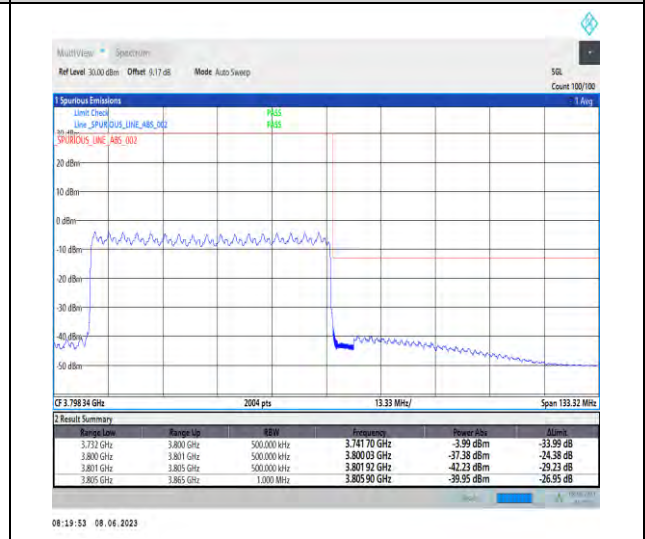 MultiView Spectrum
Ref Level 30.00 dBm Offset 9.17 dB Mode Auto Sweep SGL
Count 100/100
1 Spurious Emissions 1 Avg
Limit Check PASS
Line _SPURIOUS_LINE_ABS_002 PASS
30 dBm
_SPURIOUS_LINE_ABS_002
20 dBm
10 dBm
0 dBm
-10 dBm
-20 dBm
-30 dBm
-40 dBm
-50 dBm
CF 3.798 34 GHz 2004 pts 13.33 MHz/ Span 133.32 MHz
2 Result Summary
Range Low Range Up RBW Frequency Power Abs ΔLimit
3.732 GHz 3.800 GHz 500.000 kHz 3.741 70 GHz -3.99 dBm -33.99 dB
3.800 GHz 3.801 GHz 500.000 kHz 3.800 03 GHz -37.38 dBm -24.38 dB
3.801 GHz 3.805 GHz 500.000 kHz 3.801 92 GHz -42.23 dBm -29.23 dB
3.805 GHz 3.865 GHz 1.000 MHz 3.805 90 GHz -39.95 dBm -26.95 dB
08:19:53 08.06.2023